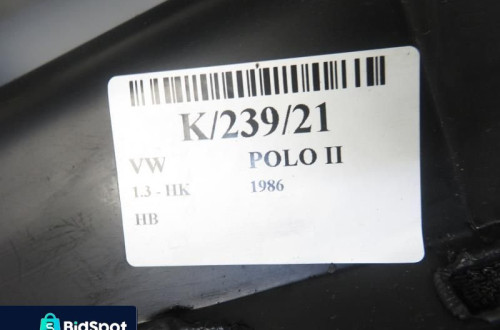 K/239/21
VW POLO II
1.3 - HK 1986
HB
BidSpot